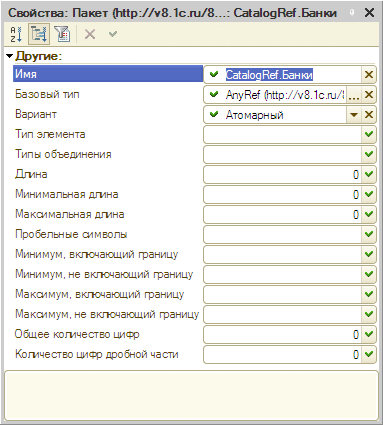 Свойства: Пакет (http://v8.1c.ru/8...: CatalogRef.Банки
Другие:
Имя CatalogRef.Банки
Базовый тип AnyRef (http://v8.1c.ru/8 ...
Вариант Атомарный
Тип элемента
Типы объединения
Длина 0
Минимальная длина 0
Максимальная длина 0
Пробельные символы
Минимум, включающий границу
Минимум, не включающий границу
Максимум, включающий границу
Максимум, не включающий границу
Общее количество цифр 0
Количество цифр дробной части 0